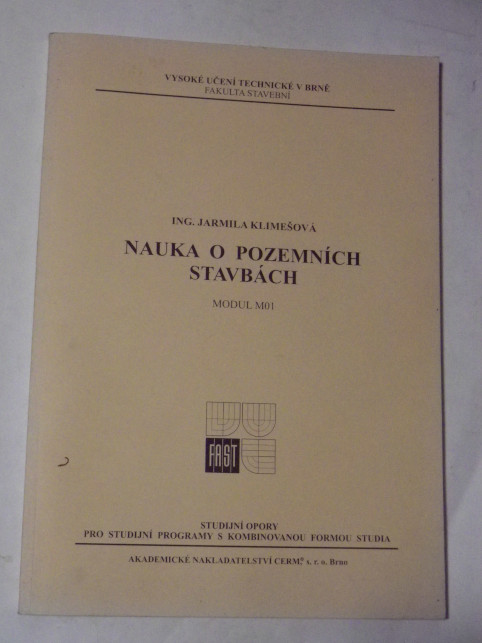 VYSOKÉ UČENÍ TECHNICKÉ V BRNĚ
FAKULTA STAVEBNÍ
ING. JARMILA KLIMEŠOVÁ
NAUKA O POZEMNÍCH
STAVBÁCH
MODUL M01
FAST
STUDIJNÍ OPORY
PRO STUDIJNÍ PROGRAMY S KOMBINOVANOU FORMOU STUDIA
AKADEMICKÉ NAKLADATELSTVÍ CERM® s. r. o. Brno